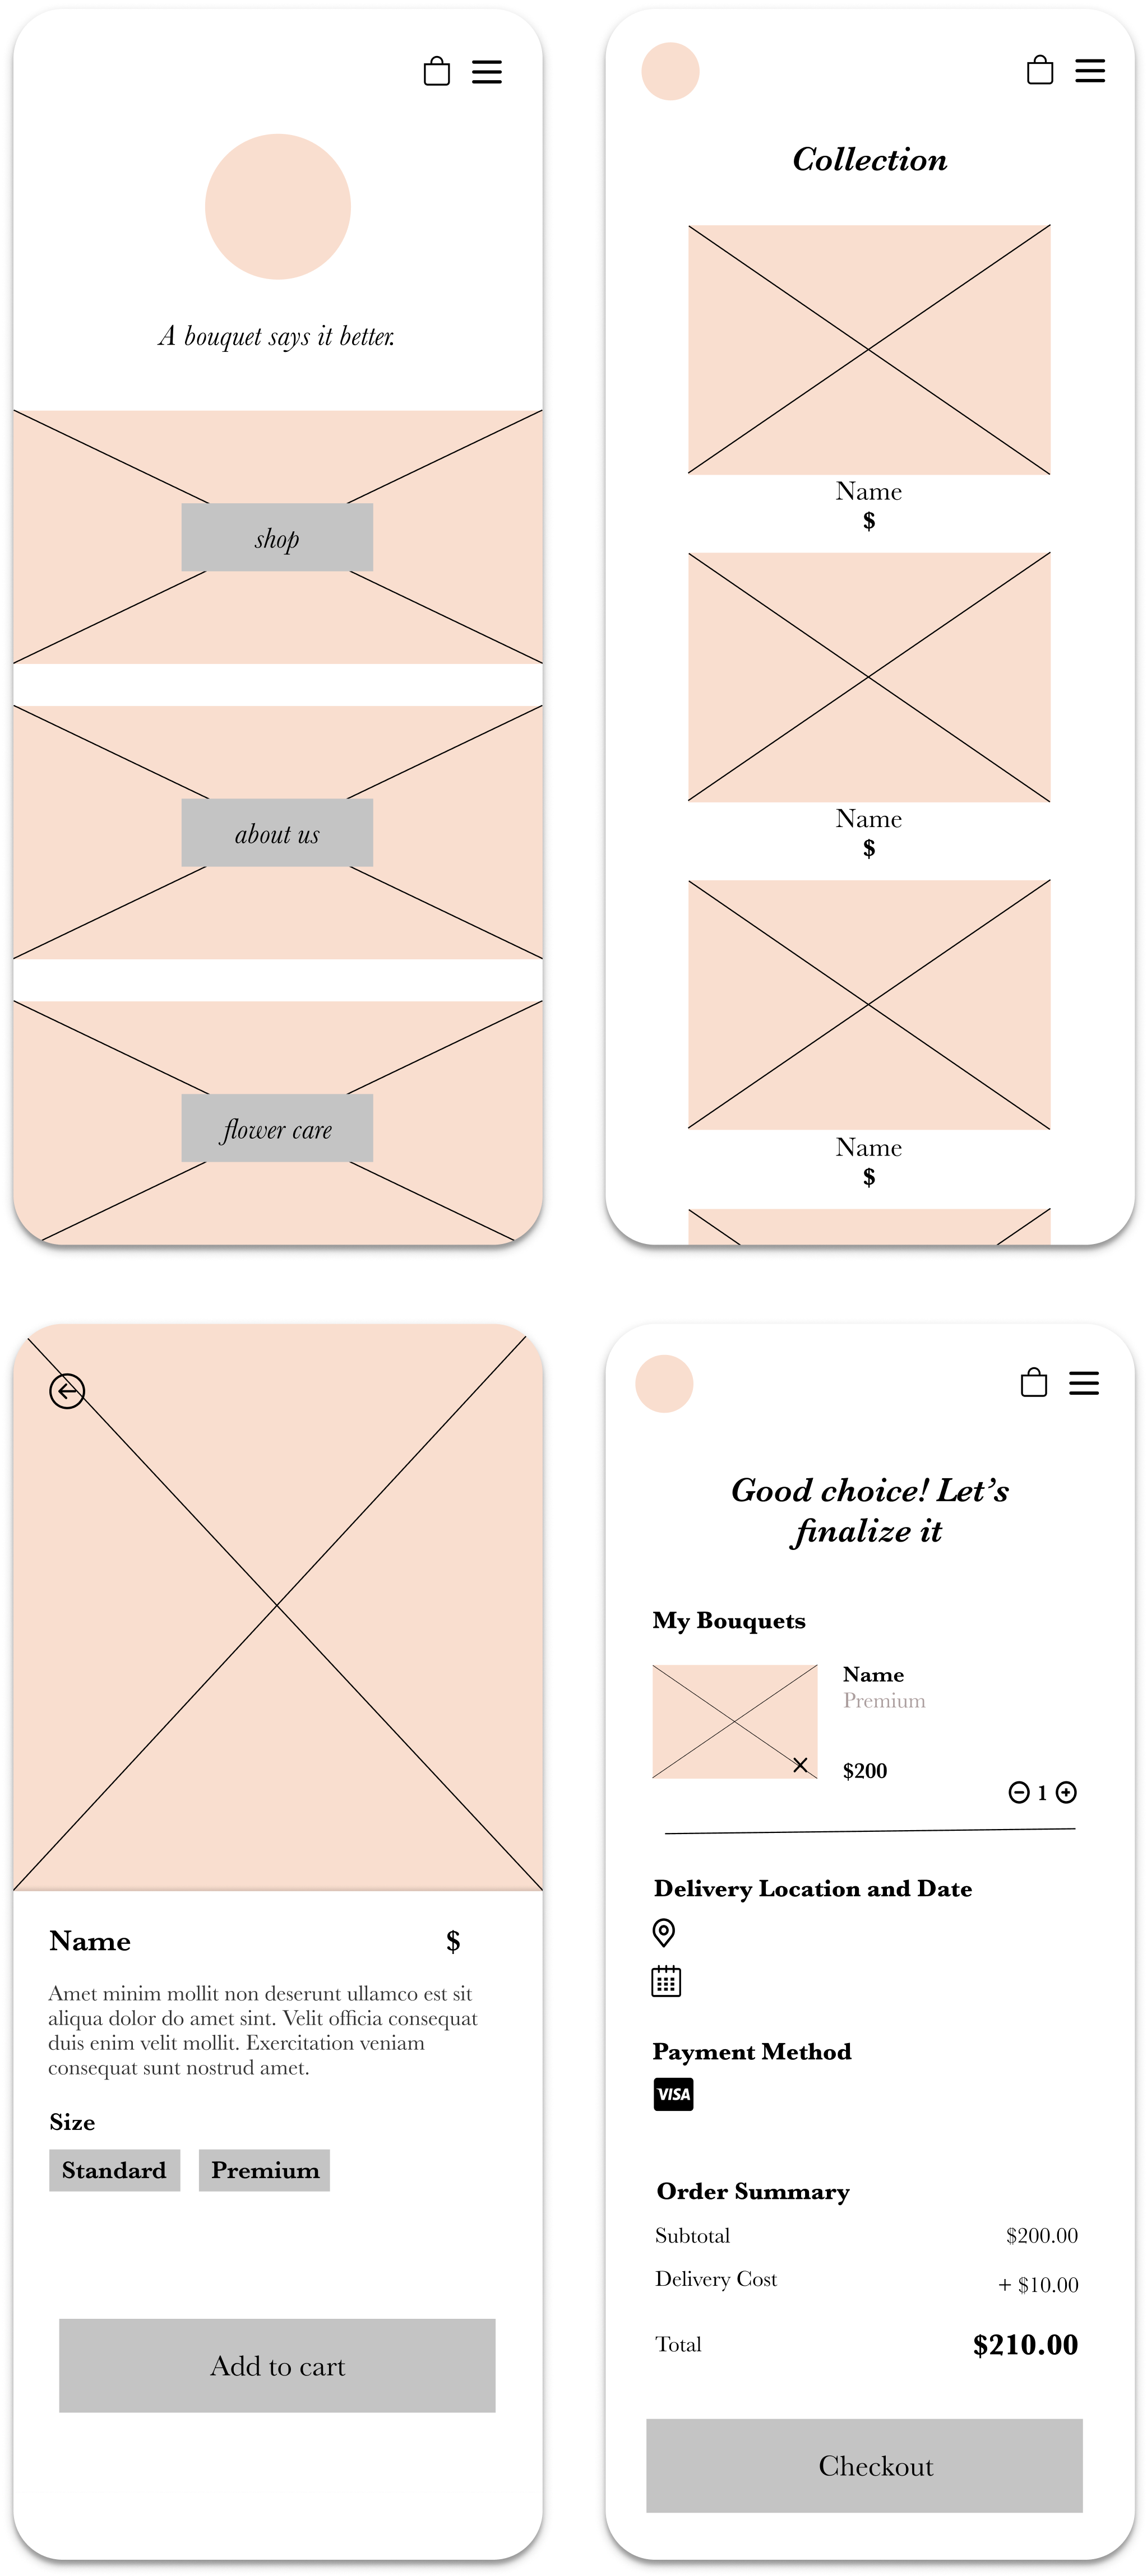 A bouquet says it better.
shop
about us
flower care
Collection
Name
$
Name
$
Name
$
Name $
Amet minim mollit non deserunt ullamco est sit
aliqua dolor do amet sint. Velit officia consequat
duis enim velit mollit. Exercitation veniam
consequat sunt nostrud amet.
Size
Standard Premium
Add to cart
Good choice! Let’s
finalize it
My Bouquets
Name
Premium
$200
1
Delivery Location and Date
Payment Method
VISA
Order Summary
Subtotal $200.00
Delivery Cost + $10.00
Total $210.00
Checkout